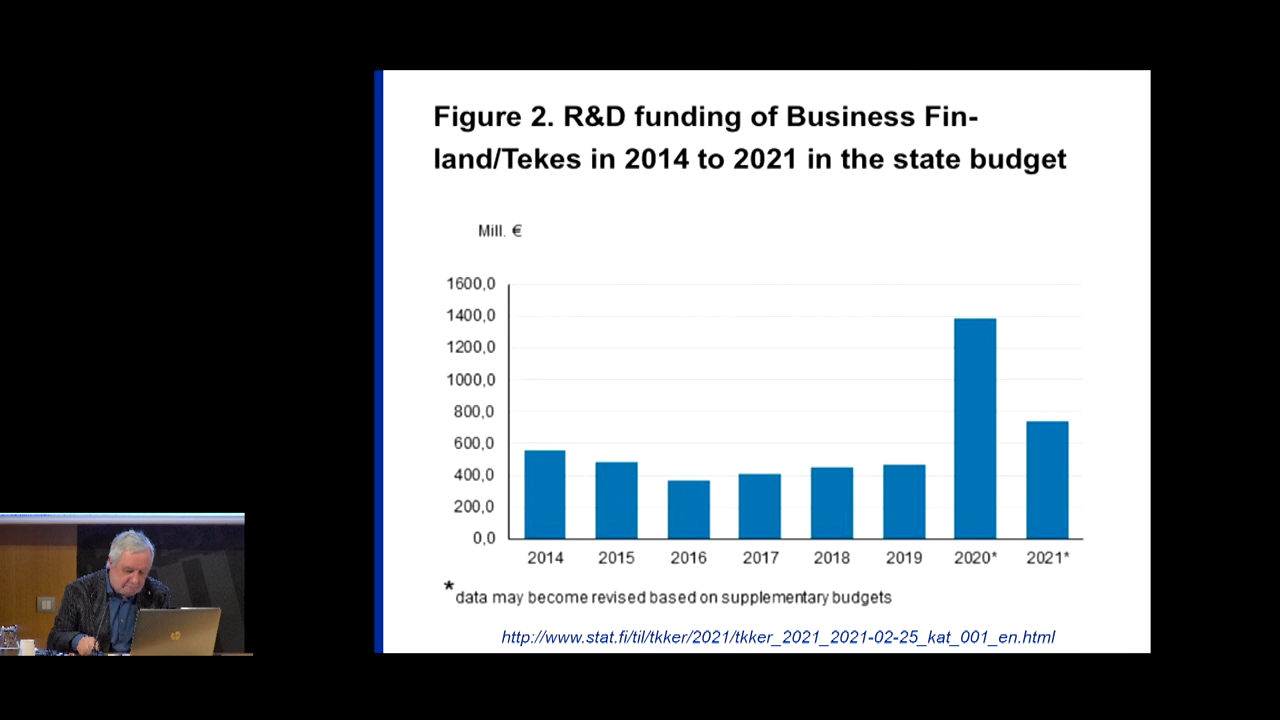 Figure 2. R&D funding of Business Fin-
land/Tekes in 2014 to 2021 in the state budget
Mill. €
1600,0
1400,0
1200,0
1000,0
800,0
600,0
400,0
200,0
0,0
2014 2015 2016 2017 2018 2019 2020* 2021*
*data may become revised based on supplementary budgets
http://www.stat.fi/til/tkker/2021/tkker_2021_2021-02-25_kat_001_en.html
hp